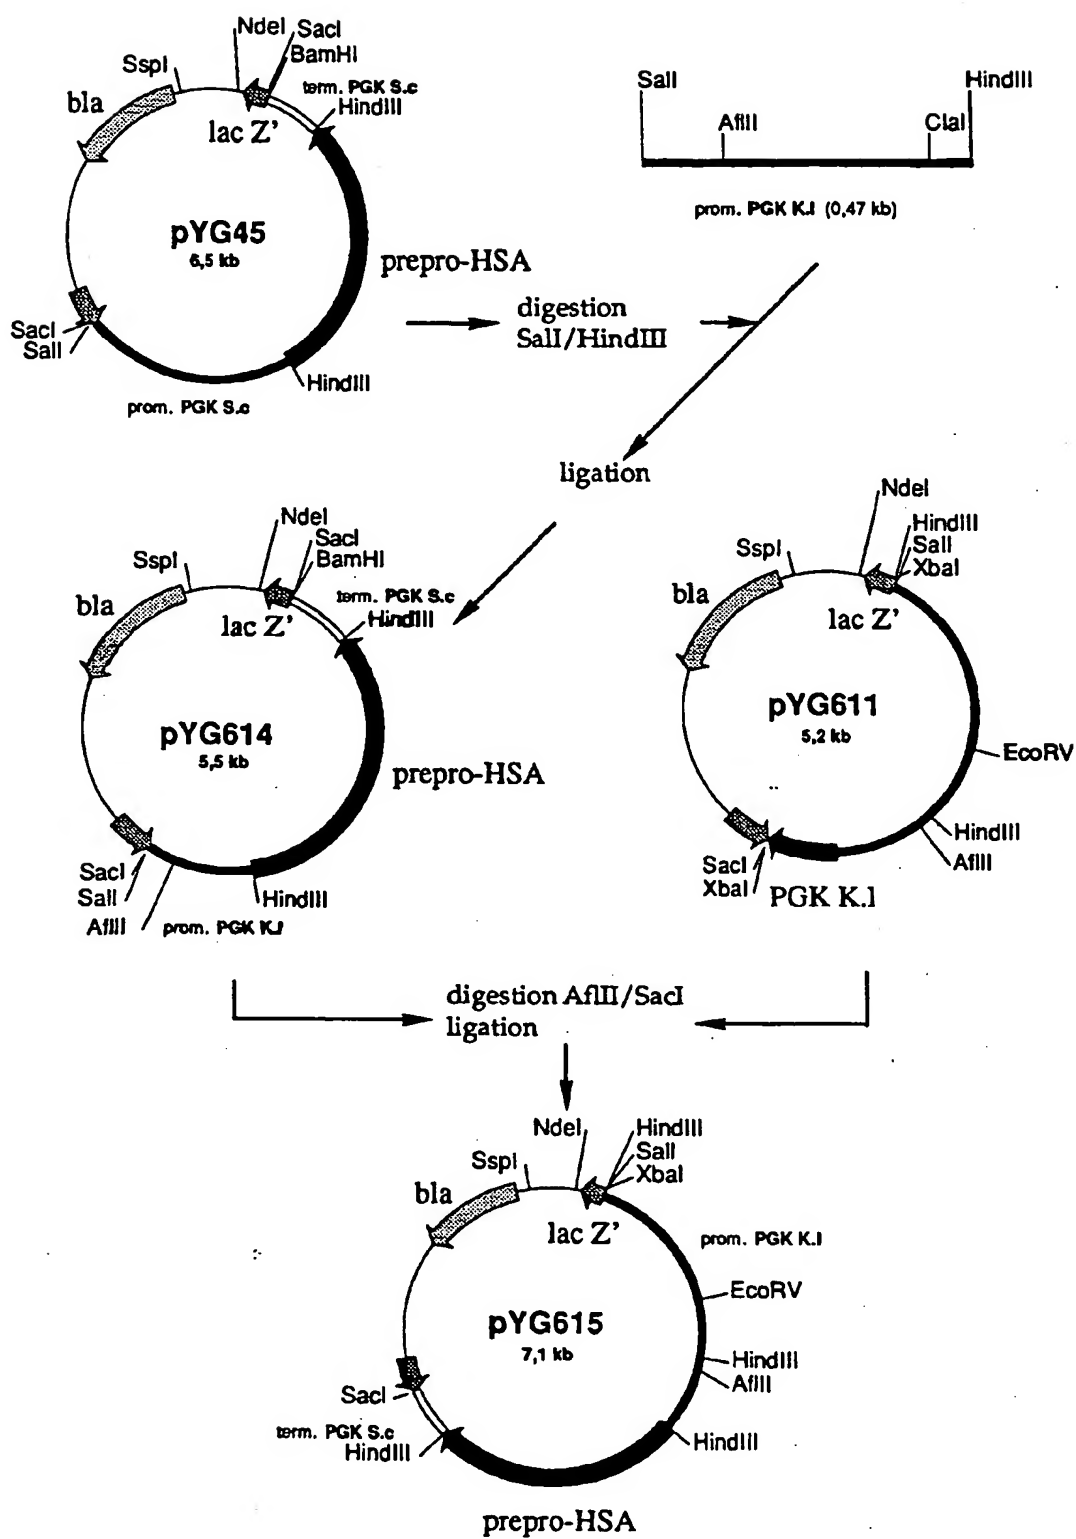 NdeI
SacI
BamHI
SspI
term. PGK S.c
HindIII
bla
lac Z'
pYG45
6,5 kb
prepro-HSA
SacI
SalI
HindIII
prom. PGK S.c
SalI
HindIII
AflII
ClaI
prom. PGK K.l (0,47 kb)
digestion
SalI/HindIII
ligation
NdeI
SacI
BamHI
SspI
term. PGK S.c
HindIII
bla
lac Z'
pYG614
5,5 kb
prepro-HSA
SacI
SalI
AflII
HindIII
prom. PGK K.l
NdeI
HindIII
SalI
XbaI
SspI
bla
lac Z'
pYG611
5,2 kb
EcoRV
HindIII
AflII
SacI
XbaI
PGK K.l
digestion AflII/SacI
ligation
NdeI
HindIII
SalI
XbaI
SspI
bla
lac Z'
prom. PGK K.l
EcoRV
pYG615
7,1 kb
HindIII
AflII
SacI
term. PGK S.c
HindIII
HindIII
prepro-HSA